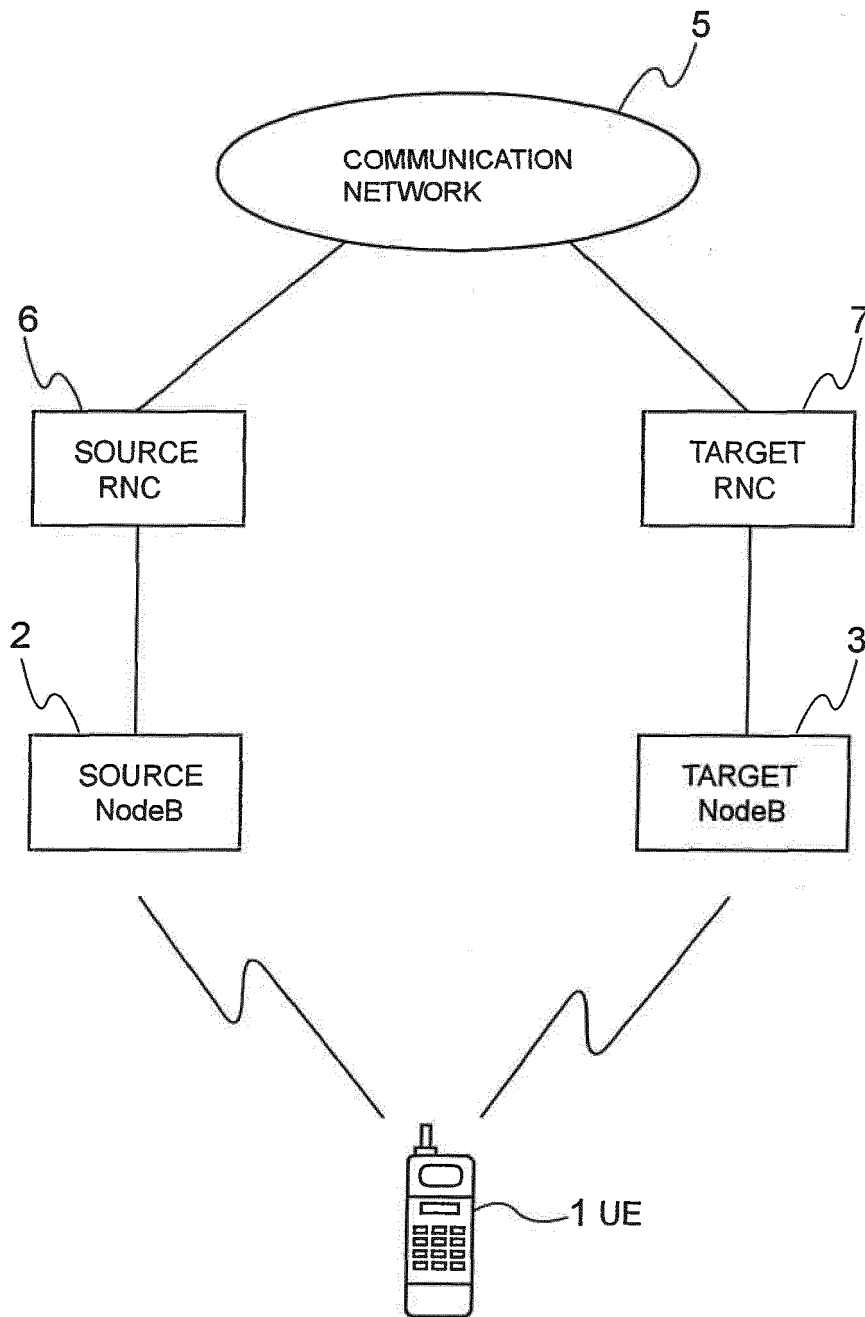 5
COMMUNICATION
NETWORK
6
7
SOURCE
RNC
TARGET
RNC
2
3
SOURCE
NodeB
TARGET
NodeB
1 UE